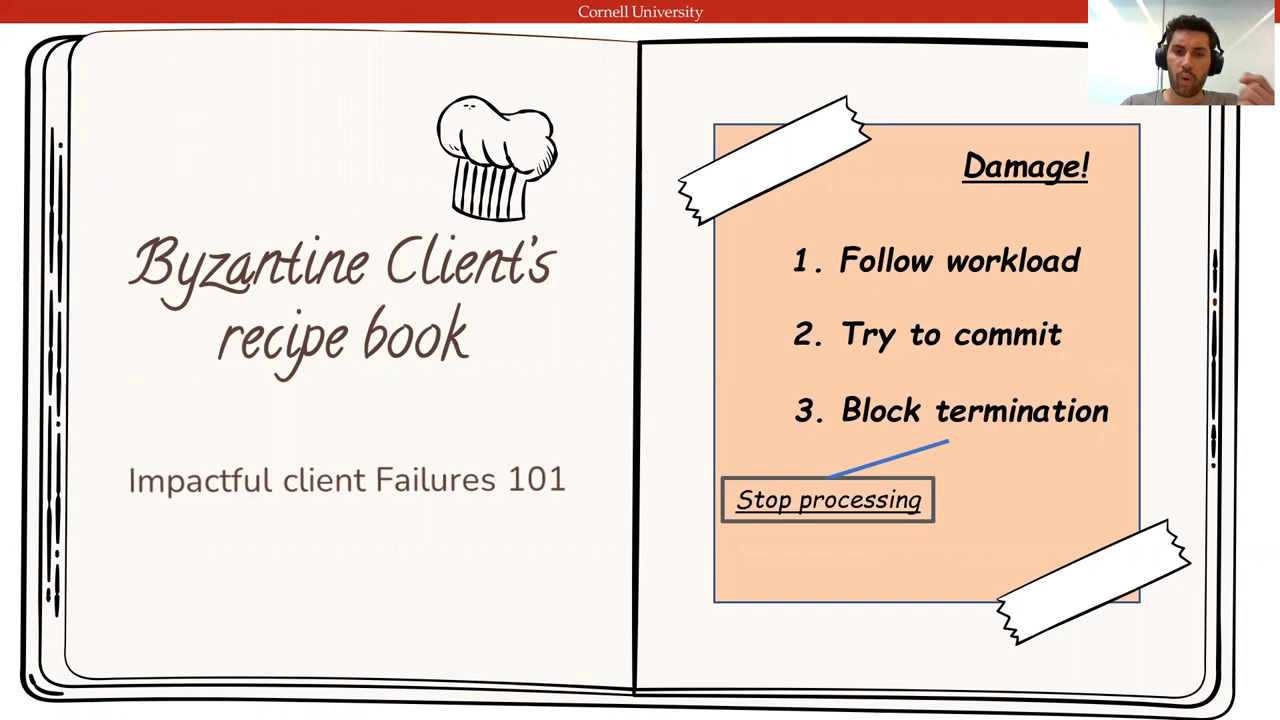 Cornell University
Byzantine Client's
recipe book
Impactful client Failures 101
Damage!
1. Follow workload
2. Try to commit
3. Block termination
Stop processing